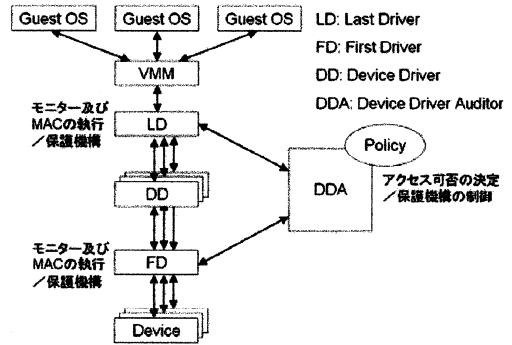 Guest OS
Guest OS
Guest OS
VMM
モニター及び
MACの執行
／保護機構
LD
DD
モニター及び
MACの執行
／保護機構
FD
Device
LD: Last Driver
FD: First Driver
DD: Device Driver
DDA: Device Driver Auditor
Policy
DDA
アクセス可否の決定
／保護機構の制御